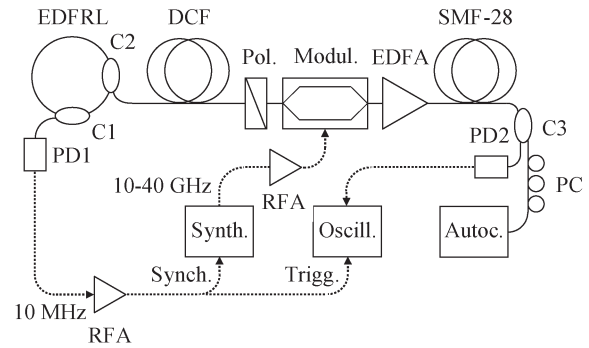 EDFRL
DCF
SMF-28
C2
Pol.
Modul.
EDFA
C1
PD1
PD2
C3
10-40 GHz
RFA
PC
Synth.
Oscill.
Autoc.
Synch.
Trigg.
10 MHz
RFA